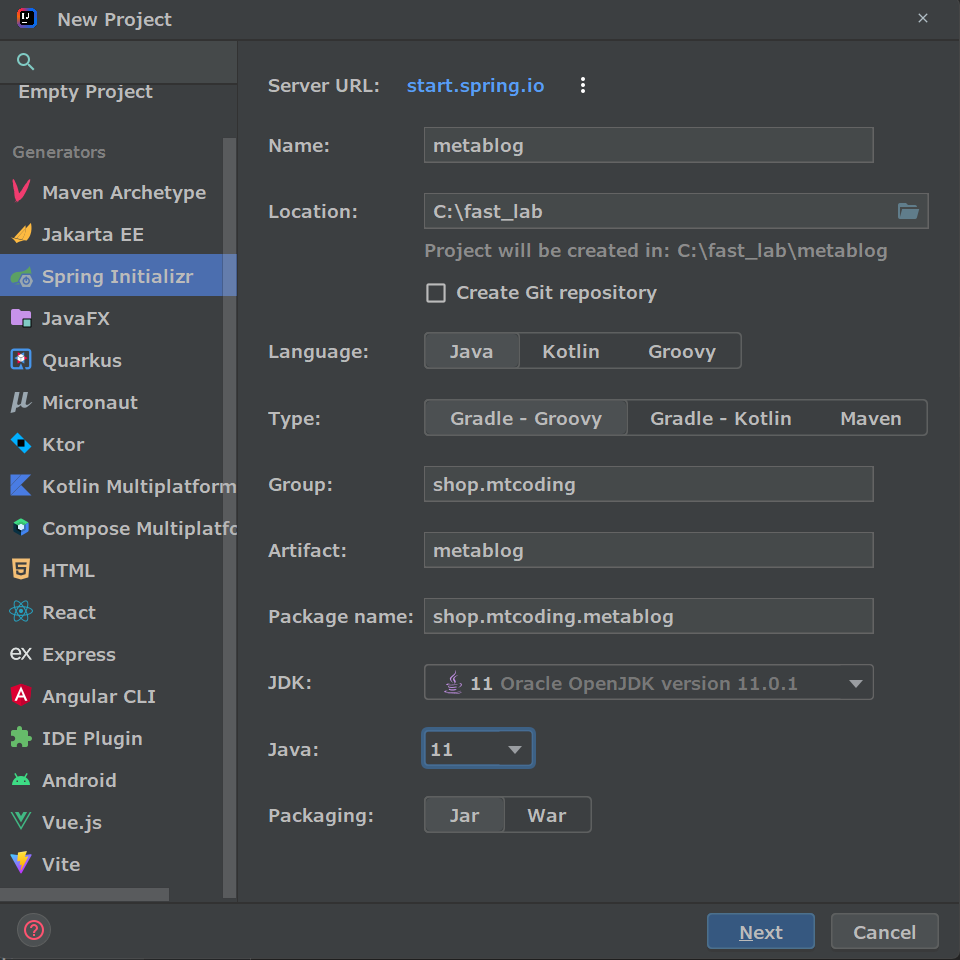 New Project
Empty Project
Generators
Maven Archetype
Jakarta EE
Spring Initializr
JavaFX
Quarkus
Micronaut
Ktor
Kotlin Multiplatform
Compose Multiplatfo
HTML
React
Express
Angular CLI
IDE Plugin
Android
Vue.js
Vite
Server URL: start.spring.io
Name: metablog
Location: C:\fast_lab
Project will be created in: C:\fast_lab\metablog
Create Git repository
Language: Java Kotlin Groovy
Type: Gradle - Groovy Gradle - Kotlin Maven
Group: shop.mtcoding
Artifact: metablog
Package name: shop.mtcoding.metablog
JDK: 11 Oracle OpenJDK version 11.0.1
Java: 11
Packaging: Jar War
?
Next Cancel